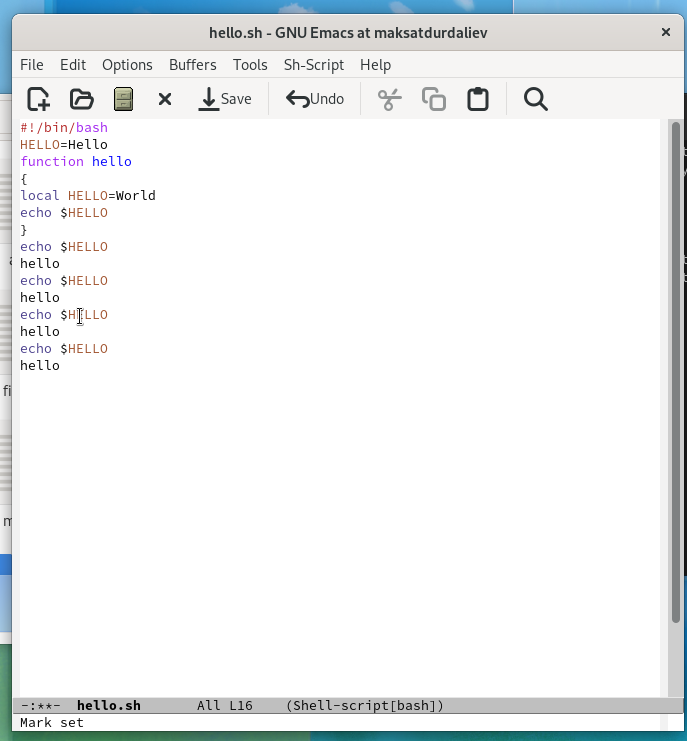 hello.sh - GNU Emacs at maksatdurdaliev
File Edit Options Buffers Tools Sh-Script Help
Save Undo
#!/bin/bash
HELLO=Hello
function hello
{
local HELLO=World
echo $HELLO
}
echo $HELLO
hello
echo $HELLO
hello
echo $HELLO
hello
echo $HELLO
hello
-:**- hello.sh All L16 (Shell-script[bash])
Mark set